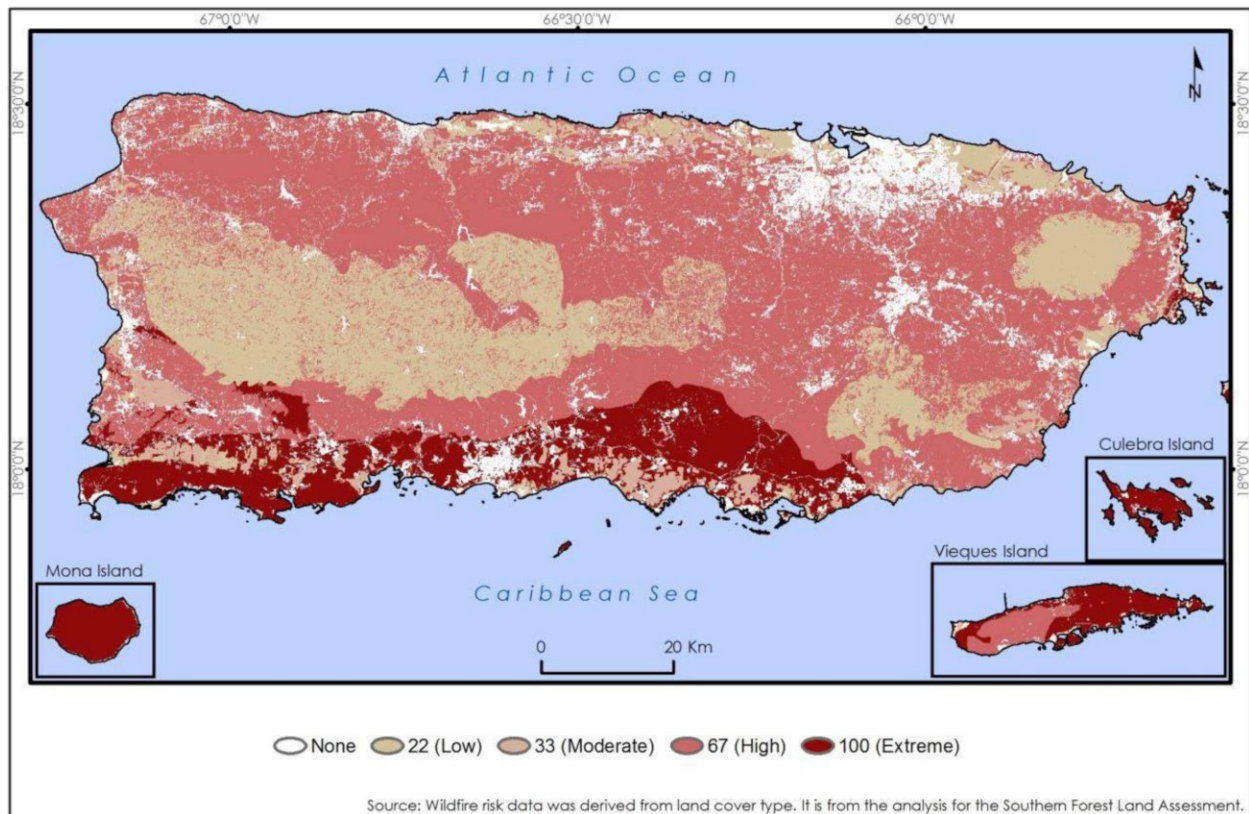 67°0'0"W 66°30'0"W 66°0'0"W
18°30'0"N 18°30'0"N
Atlantic Ocean
N
18°0'0"N 18°0'0"N
Culebra Island
Vieques Island
Mona Island
Caribbean Sea
0 20 Km
None 22 (Low) 33 (Moderate) 67 (High) 100 (Extreme)
Source: Wildfire risk data was derived from land cover type. It is from the analysis for the Southern Forest Land Assessment.